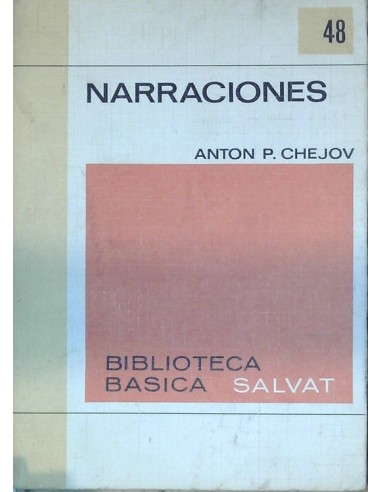 48
NARRACIONES
ANTON P. CHEJOV
BIBLIOTECA
BASICA SALVAT